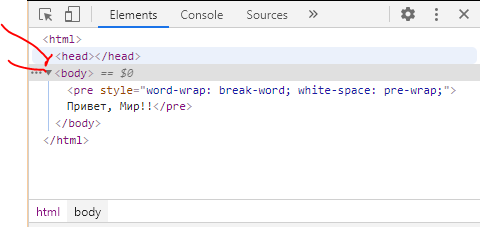 Elements Console Sources »
<html>
<head></head>
<body> == $0
<pre style="word-wrap: break-word; white-space: pre-wrap;">
Привет, Мир!!</pre>
</body>
</html>
html body